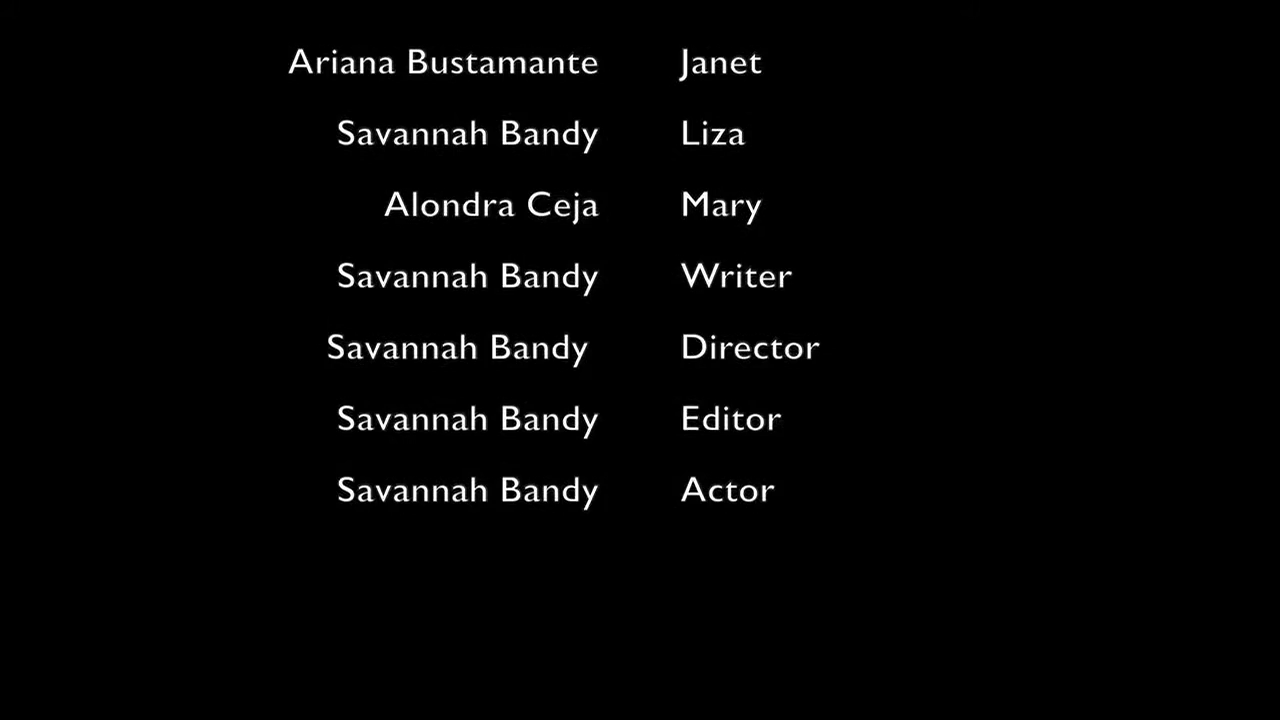 Ariana Bustamante Janet
Savannah Bandy Liza
Alondra Ceja Mary
Savannah Bandy Writer
Savannah Bandy Director
Savannah Bandy Editor
Savannah Bandy Actor